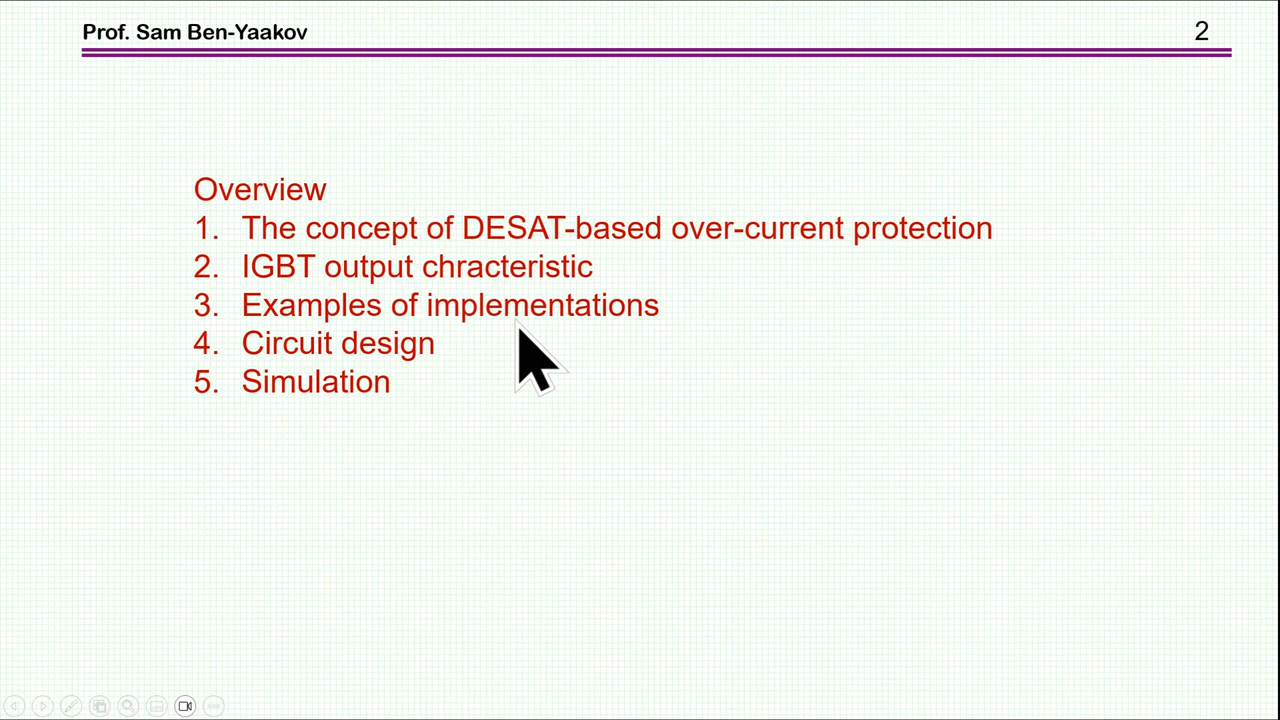 Prof. Sam Ben-Yaakov
2
Overview
1. The concept of DESAT-based over-current protection
2. IGBT output chracteristic
3. Examples of implementations
4. Circuit design
5. Simulation